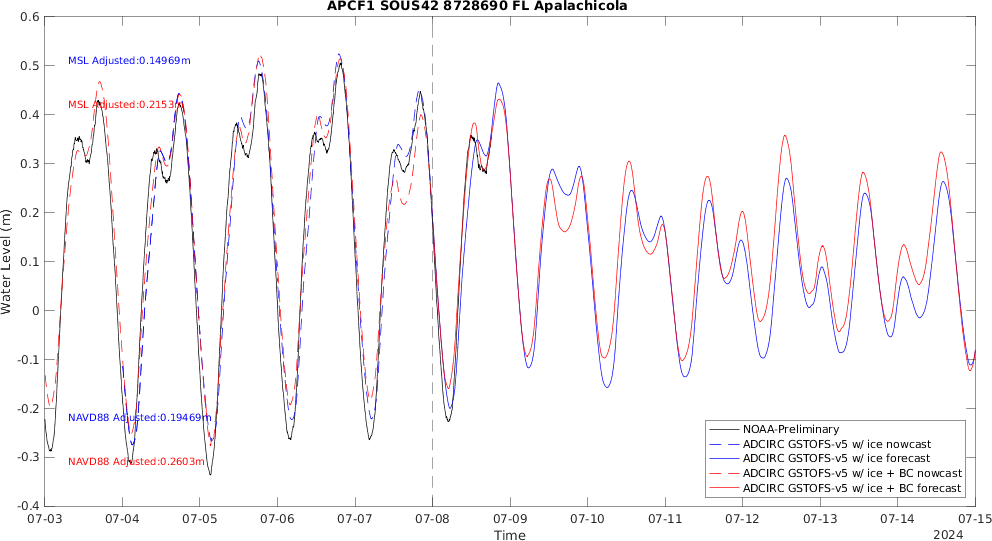 APCF1 SOUS42 8728690 FL Apalachicola
0.6
0.5
0.4
0.3
0.2
0.1
0
-0.1
-0.2
-0.3
-0.4
Water Level (m)
MSL Adjusted:0.14969m
MSL Adjusted:0.2153
NAVD88 Adjusted:0.19469m
NAVD88 Adjusted:0.2603m
NOAA-Preliminary
ADCIRC GSTOFS-v5 w/ ice nowcast
ADCIRC GSTOFS-v5 w/ ice forecast
ADCIRC GSTOFS-v5 w/ ice + BC nowcast
ADCIRC GSTOFS-v5 w/ ice + BC forecast
07-03 07-04 07-05 07-06 07-07 07-08 07-09 07-10 07-11 07-12 07-13 07-14 07-15
Time
2024